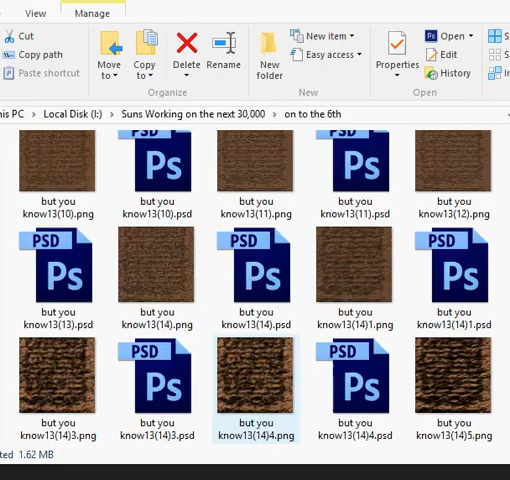 View Manage
Cut
Copy path
Paste shortcut
Move to
Copy to
Delete
Rename
New folder
New item
Easy access
Properties
Open
Edit
History
Organize New Open
his PC > Local Disk (I:) > Suns Working on the next 30,000 > on to the 6th
PSD PSD
Ps Ps
but you know13(10).png
but you know13(10).psd
but you know13(11).png
but you know13(11).psd
but you know13(12).png
PSD PSD PSD
Ps Ps Ps
but you know13(13).psd
but you know13(14).png
but you know13(14).psd
but you know13(14)1.png
but you know13(14)1.psd
PSD PSD
Ps Ps
but you know13(14)3.png
but you know13(14)3.psd
but you know13(14)4.png
but you know13(14)4.psd
but you know13(14)5.png
ted 1.62 MB